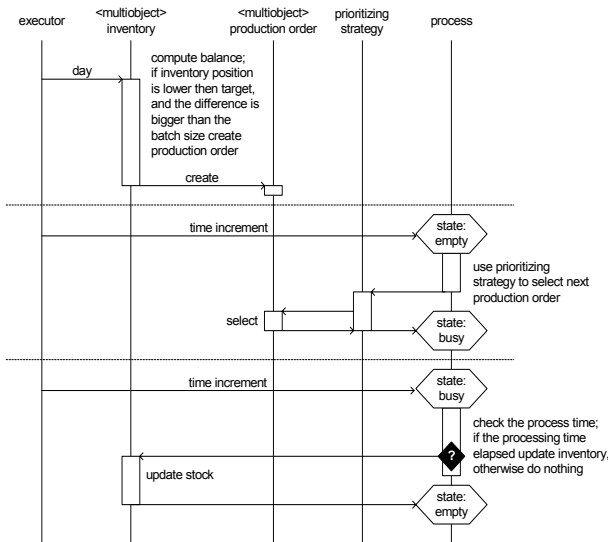 executor
<multiobject>
inventory
<multiobject>
production order
prioritizing
strategy
process
day
compute balance;
if inventory position
is lower then target,
and the difference is
bigger than the
batch size create
production order
create
time increment
state:
empty
use prioritizing
strategy to select next
production order
select
state:
busy
time increment
state:
busy
check the process time;
if the processing time
elapsed update inventory,
otherwise do nothing
?
update stock
state:
empty